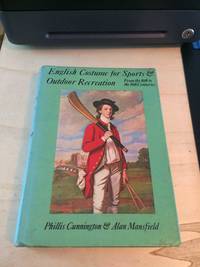 English Costume for Sports &
Outdoor Recreation
From the 16th to
the 19th Centuries
Phillis Cunnington & Alan Mansfield